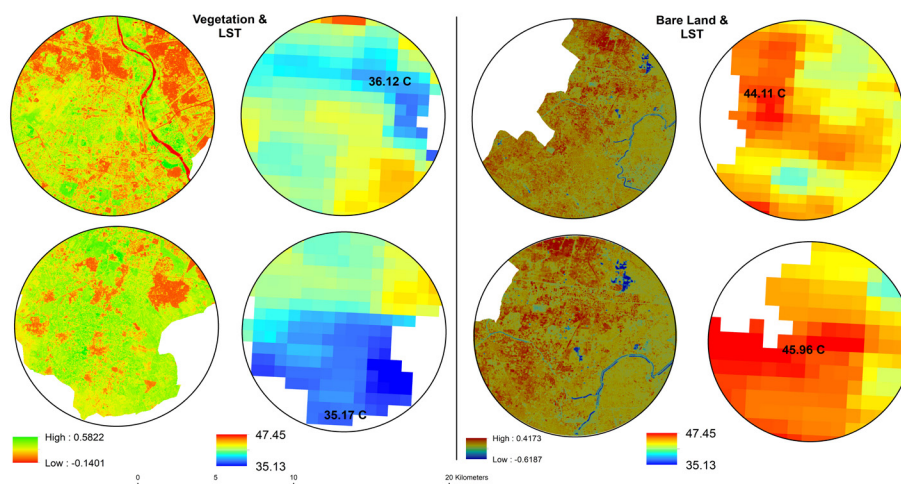 Vegetation &
LST
Bare Land &
LST
36.12 C
44.11 C
35.17 C
45.96 C
High : 0.5822
Low : -0.1401
47.45
35.13
High : 0.4173
Low : -0.6187
47.45
35.13
0 5 10 20 Kilometers